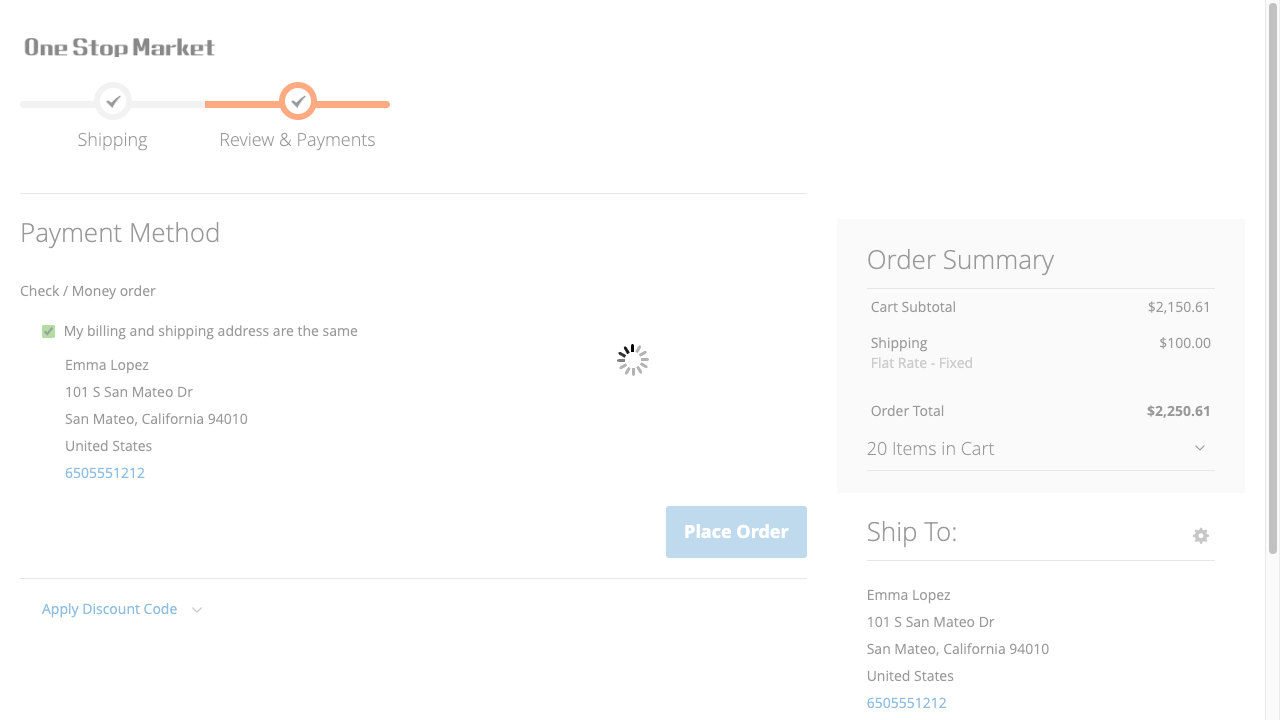 One Stop Market
Shipping
Review & Payments
Payment Method
Check / Money order
My billing and shipping address are the same
Emma Lopez
101 S San Mateo Dr
San Mateo, California 94010
United States
6505551212
Place Order
Apply Discount Code
Order Summary
Cart Subtotal $2,150.61
Shipping $100.00
Flat Rate - Fixed
Order Total $2,250.61
20 Items in Cart
Ship To:
Emma Lopez
101 S San Mateo Dr
San Mateo, California 94010
United States
6505551212